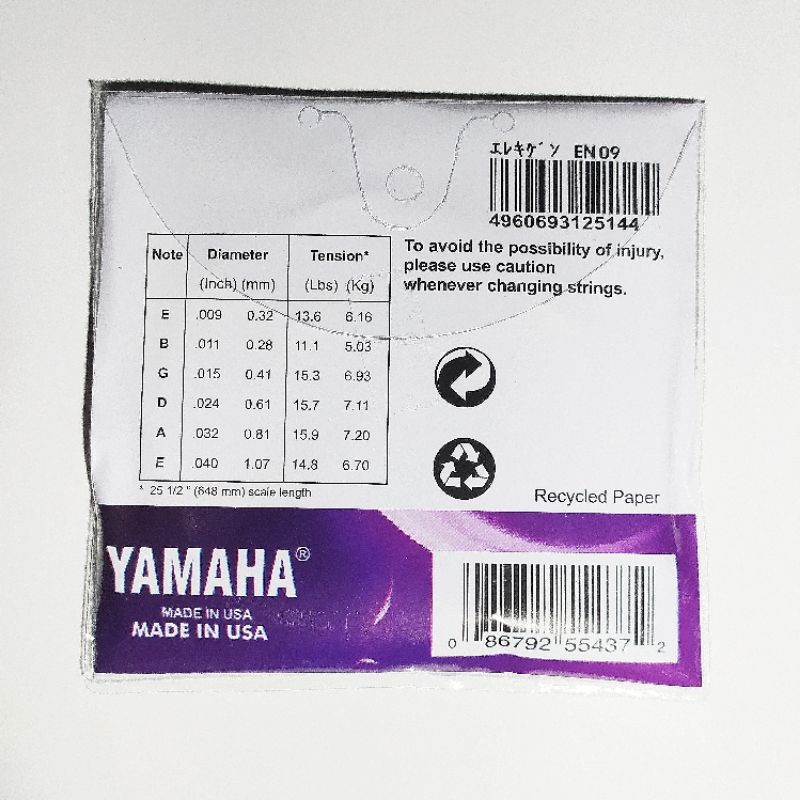 エレキゲン EN09
4960693125144
To avoid the possibility of injury,
please use caution
whenever changing strings.
Note Diameter Tension*
(Inch) (mm) (Lbs) (Kg)
E .009 0.32 13.6 6.16
B .011 0.28 11.1 5.03
G .015 0.41 15.3 6.93
D .024 0.61 15.7 7.11
A .032 0.81 15.9 7.20
E .040 1.07 14.8 6.70
* 25 1/2 " (648 mm) scale length
Recycled Paper
YAMAHA®
MADE IN USA
MADE IN USA
0 86792 55437 2